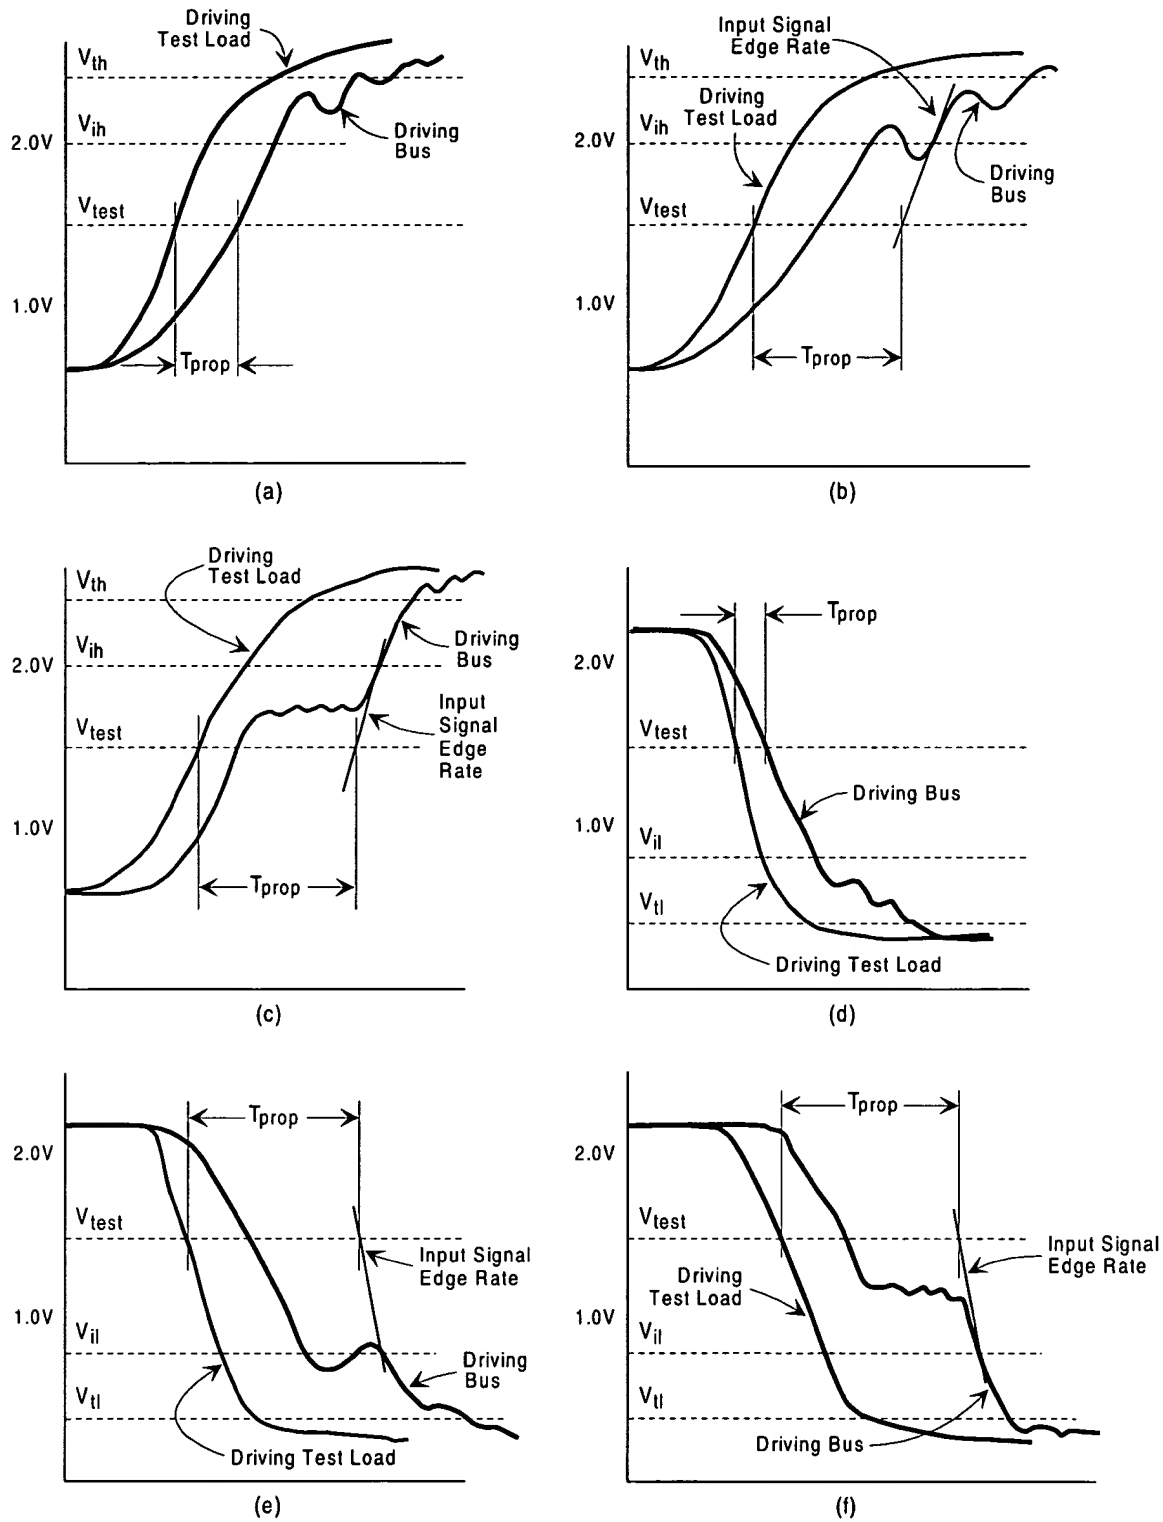 Driving
Test Load
Vth
Vih
2.0V
Driving
Bus
Vtest
1.0V
Tprop
(a)
Input Signal
Edge Rate
Vth
Driving
Test Load
Vih
2.0V
Driving
Bus
Vtest
1.0V
Tprop
(b)
Driving
Test Load
Vth
Vih
2.0V
Driving
Bus
Input
Signal
Edge
Rate
Vtest
1.0V
Tprop
(c)
Tprop
2.0V
Vtest
Driving Bus
1.0V
Vil
Vtl
Driving Test Load
(d)
Tprop
2.0V
Vtest
Input Signal
Edge Rate
1.0V
Vil
Driving
Bus
Vtl
Driving Test Load
(e)
Tprop
2.0V
Vtest
Input Signal
Edge Rate
Driving
Test Load
1.0V
Vil
Vtl
Driving Bus
(f)